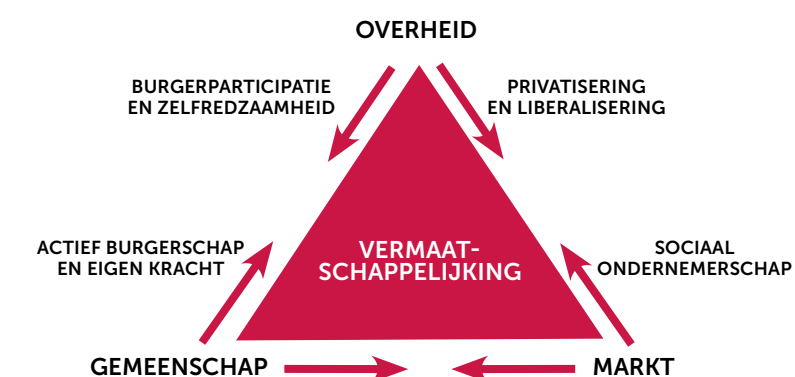 OVERHEID
BURGERPARTICIPATIE
EN ZELFREDZAAMHEID
PRIVATISERING
EN LIBERALISERING
ACTIEF BURGERSCHAP
EN EIGEN KRACHT
VERMAAT-
SCHAPPELIJKING
SOCIAAL
ONDERNEMERSCHAP
GEMEENSCHAP
MARKT